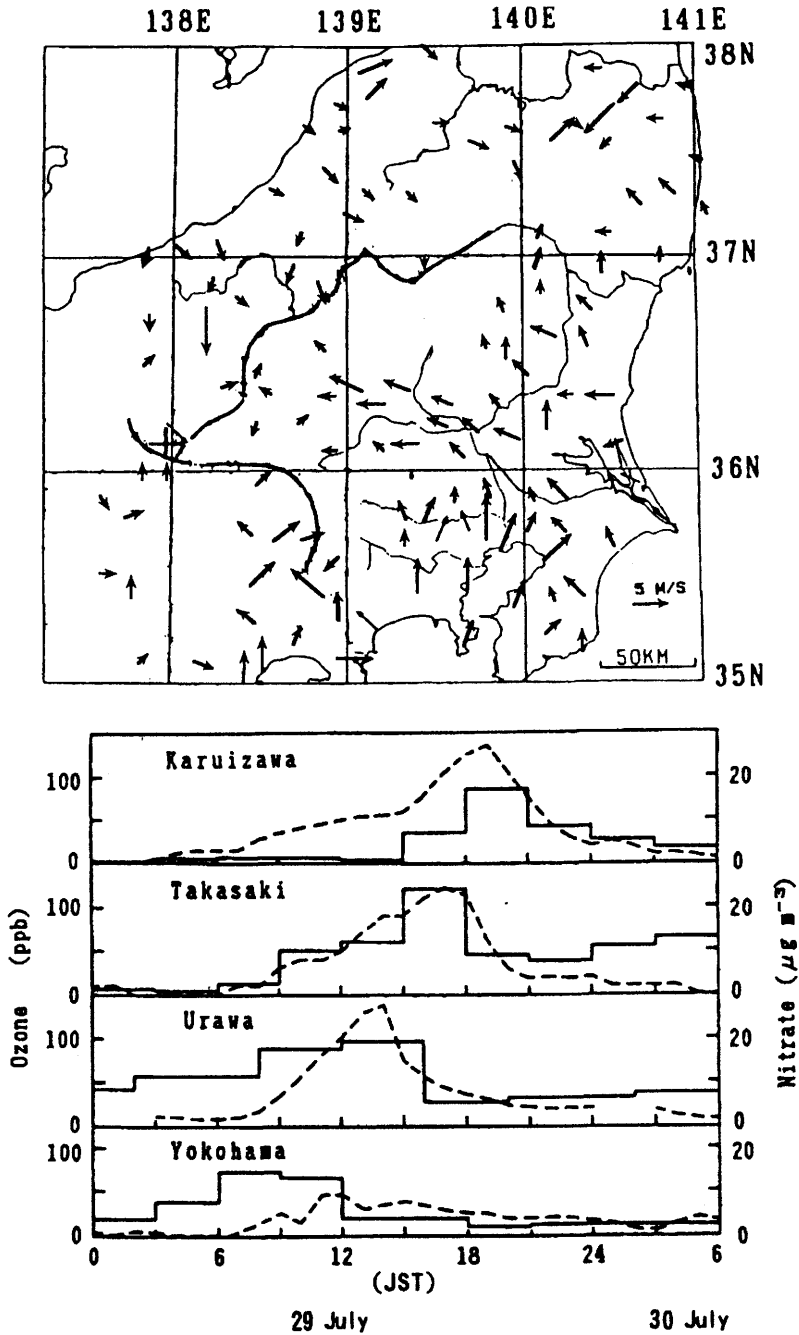 138E 139E 140E 141E
38N
37N
36N
5 M/S
50KM
35N
Karuizawa
100
0
20
0
Takasaki
100
0
20
0
Urawa
100
0
20
0
Yokohama
100
0
20
0
Ozone (ppb)
Nitrate (μg m⁻³)
0 6 12 18 24 6
(JST)
29 July 30 July